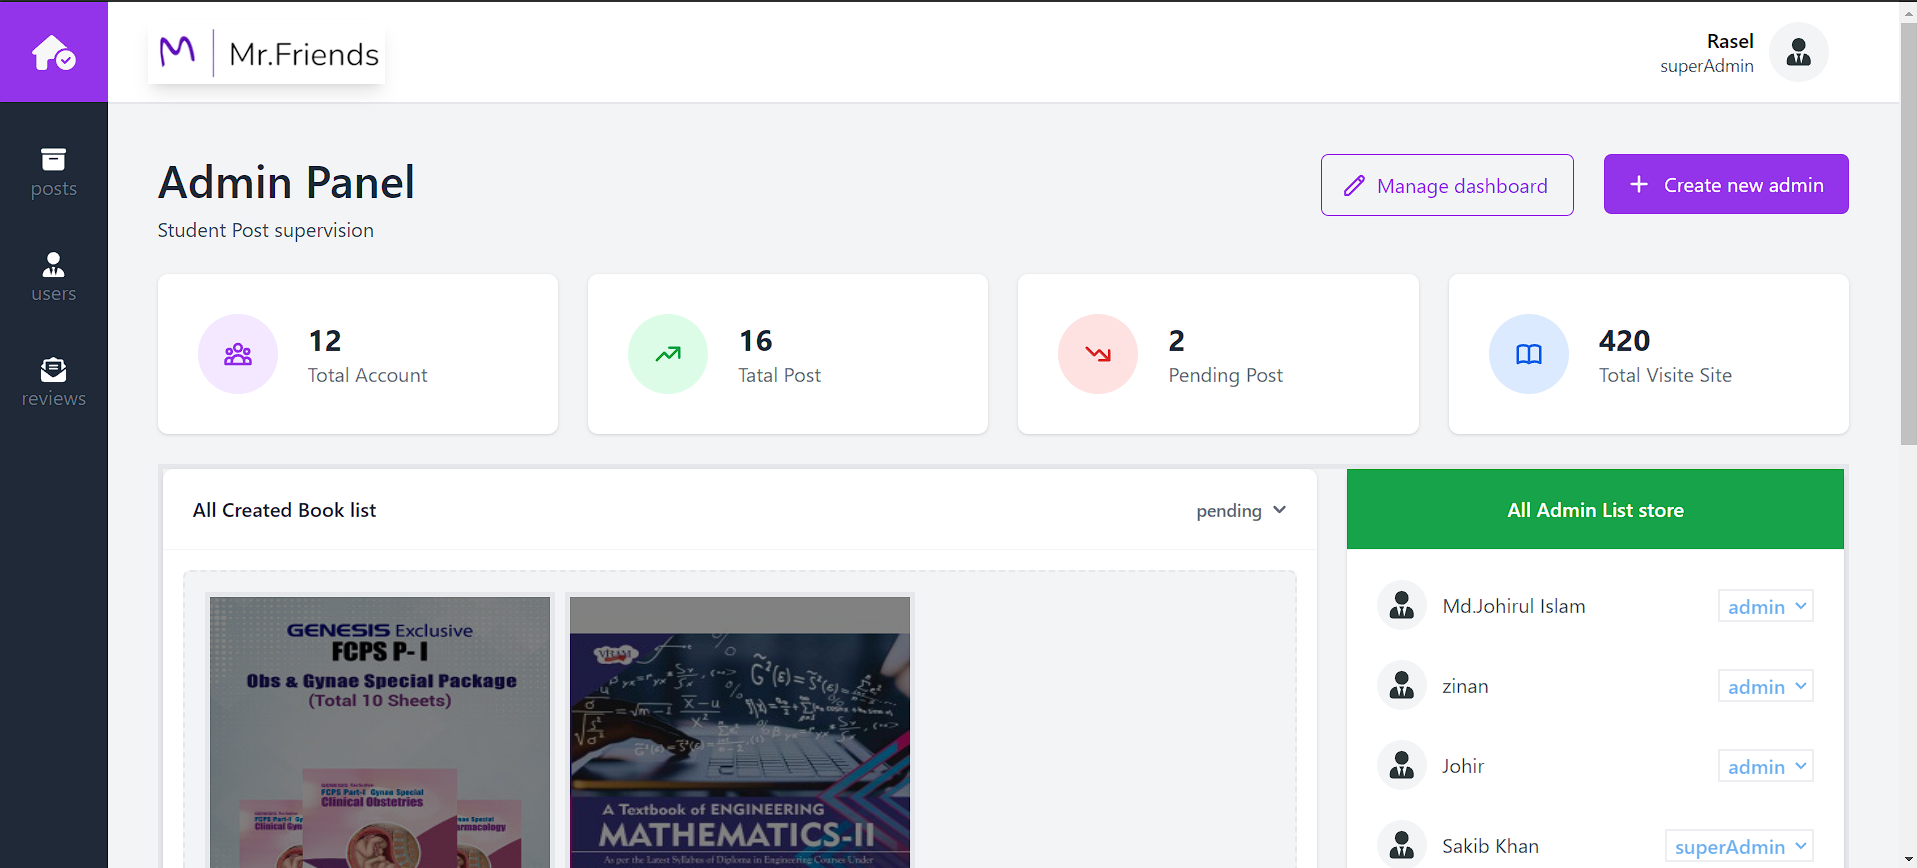 Mr.Friends
Rasel
superAdmin
posts
users
reviews
Admin Panel
Student Post supervision
Manage dashboard
Create new admin
12
Total Account
16
Tatal Post
2
Pending Post
420
Total Visite Site
All Created Book list
pending
GENESIS Exclusive
FCPS P- I
Obs & Gynae Special Package
(Total 10 Sheets)
GENESIS Exclusive
FCPS Part-I Gynae Special
Clinical Obstetries
A Textbook of ENGINEERING
MATHEMATICS-II
As per the Latest Syllabus of Diploma in Engineering Courses Under
All Admin List store
Md.Johirul Islam
admin
zinan
admin
Johir
admin
Sakib Khan
superAdmin